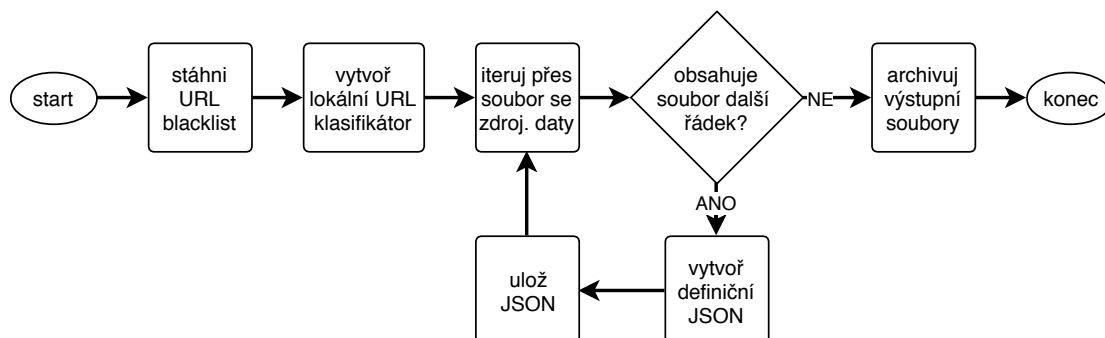 start
stáhni
URL
blacklist
vytvoř
lokální URL
klasifikátor
iteruj přes
soubor se
zdroj. daty
obsahuje
soubor další
řádek?
NE
archivuj
výstupní
soubory
konec
ANO
vytvoř
definiční
JSON
ulož
JSON